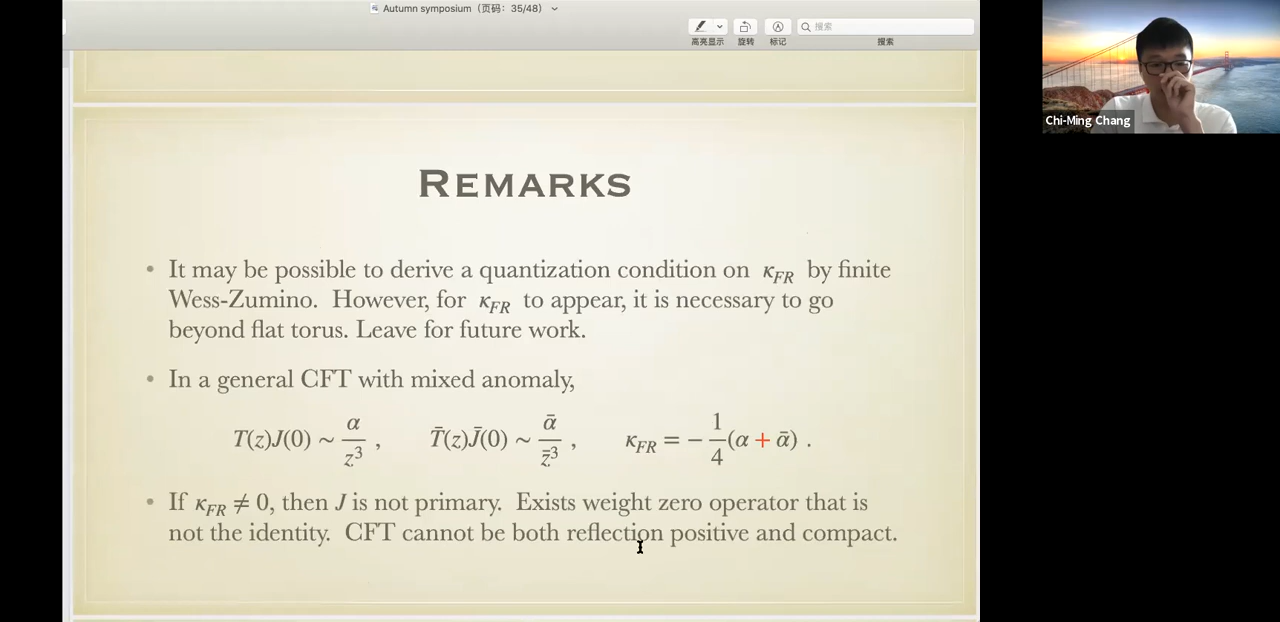 Autumn symposium（页码：35/48）
高亮显示 旋转 标记 搜索
搜索
Chi-Ming Chang
REMARKS
• It may be possible to derive a quantization condition on κ_FR by finite
Wess-Zumino. However, for κ_FR to appear, it is necessary to go
beyond flat torus. Leave for future work.
• In a general CFT with mixed anomaly,
T(z)J(0) ∼ α/z³ , T̄(z)J̄(0) ∼ ᾱ/z̄³ , κ_FR = −1/4(α + ᾱ) .
• If κ_FR ≠ 0, then J is not primary. Exists weight zero operator that is
not the identity. CFT cannot be both reflection positive and compact.